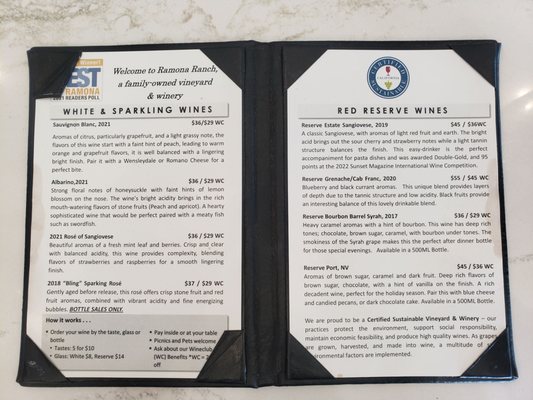 BEST
RAMONA
2021 READERS POLL
Welcome to Ramona Ranch,
a family-owned vineyard
& winery
WHITE & SPARKLING WINES
Sauvignon Blanc, 2021 $36/$29 WC
Aromas of citrus, particularly grapefruit, and a light grassy note, the
flavors of this wine start with a faint hint of peach, leading to warm
orange and grapefruit flavors, it is well balanced with a lingering
bright finish. Pair it with a Wensleydale or Romano Cheese for a
perfect bite.
Albarino,2021 $36 / $29 WC
Strong floral notes of honeysuckle with faint hints of lemon
blossom on the nose. The wine's bright acidity brings in the rich
mouth-watering flavors of stone fruits (Peach and apricot). A hearty
sophisticated wine that would be perfect paired with a meaty fish
such as swordfish.
2021 Rosé of Sangiovese $36 / $29 WC
Beautiful aromas of a fresh mint leaf and berries. Crisp and clear
with balanced acidity, this wine provides complexity, blending
flavors of strawberries and raspberries for a smooth lingering
finish.
2018 "Bling" Sparking Rosé $37 / $29 WC
Gently aged before release, this rosé offers crisp stone fruit and red
fruit aromas, combined with vibrant acidity and fine energizing
bubbles. BOTTLE SALES ONLY.
How it works . . .
• Order your wine by the taste, glass or
bottle
• Tastes: 5 for $10
• Glass: White $8, Reserve $14
• Pay inside or at your table
• Picnics and Pets welcome
• Ask about our Wineclub
(WC) Benefits *WC =
off
CERTIFIED
CALIFORNIA
SUSTAINABLE
RED RESERVE WINES
Reserve Estate Sangiovese, 2019 $45 / $36WC
A classic Sangiovese, with aromas of light red fruit and earth. The bright
acid brings out the sour cherry and strawberry notes while a light tannin
structure balances the finish. This easy-drinker is the perfect
accompaniment for pasta dishes and was awarded Double-Gold, and 95
points at the 2022 Sunset Magazine International Wine Competition.
Reserve Grenache/Cab Franc, 2020 $55 / $45 WC
Blueberry and black currant aromas. This unique blend provides layers
of depth due to the tannic structure and low acidity. Black fruits provide
an interesting balance of this lovely drinkable blend.
Reserve Bourbon Barrel Syrah, 2017 $36 / $29 WC
Heavy caramel aromas with a hint of bourbon. This wine has deep rich
tones; chocolate, brown sugar, caramel, with bourbon under tones. The
smokiness of the Syrah grape makes this the perfect after dinner bottle
for those special evenings. Available in a 500ML Bottle.
Reserve Port, NV $45 / $36 WC
Aromas of brown sugar, caramel and dark fruit. Deep rich flavors of
brown sugar, chocolate, with a hint of vanilla on the finish. A rich
decadent wine, perfect for the holiday season. Pair this with blue cheese
and candied pecans, or dark chocolate cake. Available in a 500ML Bottle.
We are proud to be a Certified Sustainable Vineyard & Winery – our
practices protect the environment, support social responsibility,
maintain economic feasibility, and produce high quality wines. As grapes
are grown, harvested, and made into wine, a multitude of
environmental factors are implemented.